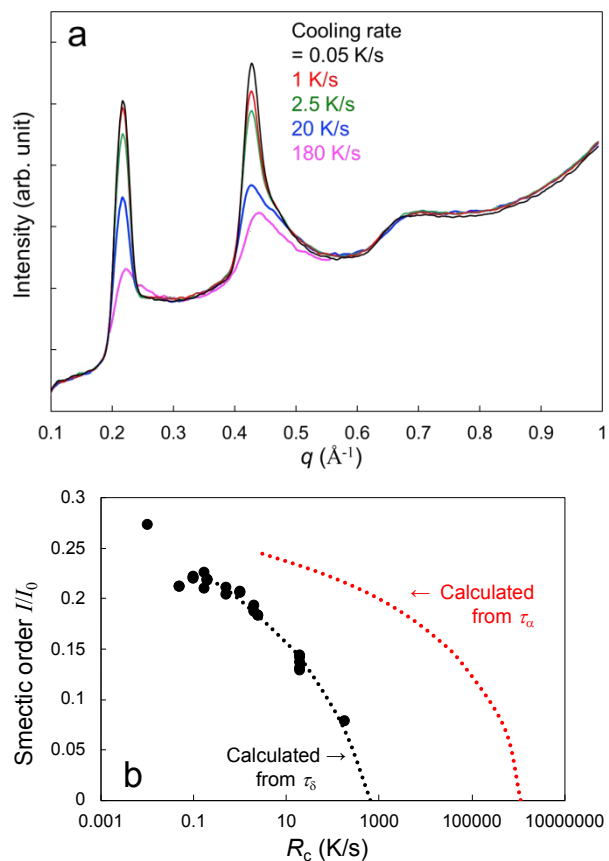 a
Cooling rate
= 0.05 K/s
1 K/s
2.5 K/s
20 K/s
180 K/s
Intensity (arb. unit)
0.1 0.2 0.3 0.4 0.5 0.6 0.7 0.8 0.9 1
q (Å-1)
0.3
0.25
0.2
0.15
0.1
0.05
0
Smectic order I/I0
← Calculated
from τα
Calculated →
from τδ
b
0.001 0.1 10 1000 100000 10000000
Rc (K/s)